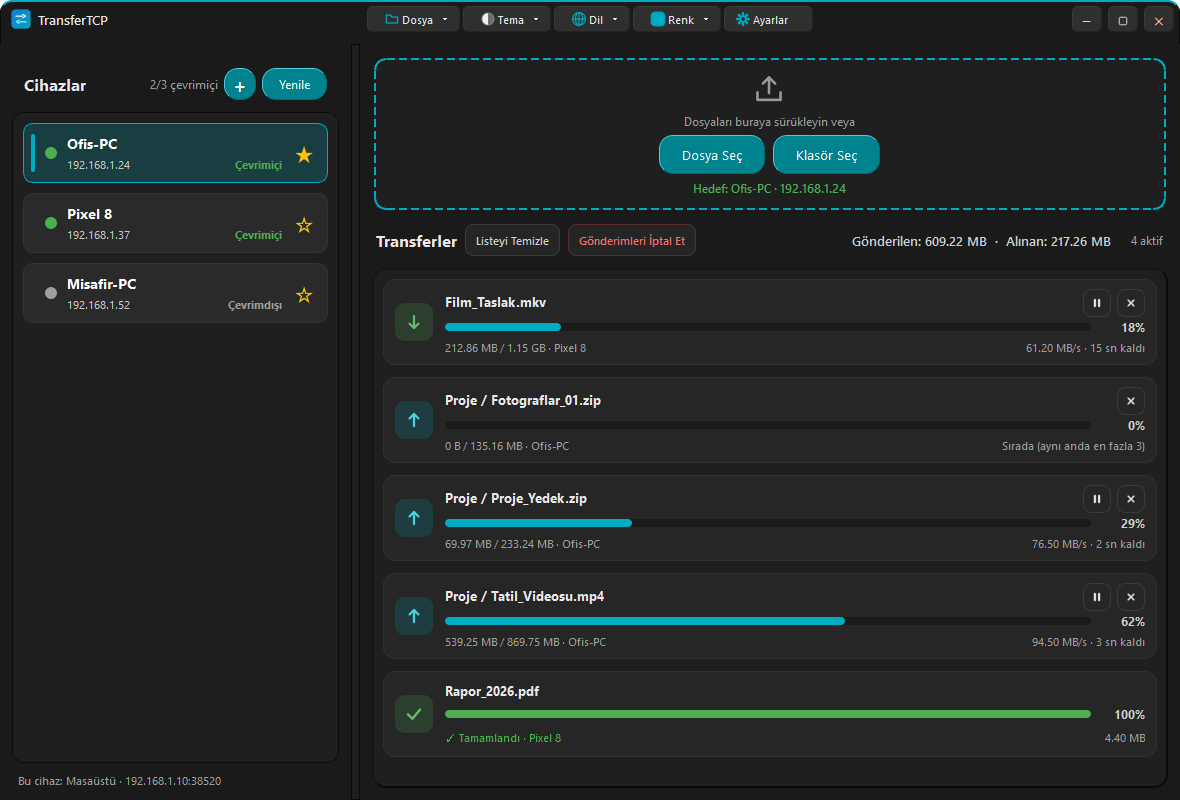 TransferTCP
Dosya
Tema
Dil
Renk
Ayarlar
Cihazlar
2/3 çevrimiçi
+
Yenile
Ofis-PC
192.168.1.24
Çevrimiçi
Pixel 8
192.168.1.37
Çevrimiçi
Misafir-PC
192.168.1.52
Çevrimdışı
Bu cihaz: Masaüstü · 192.168.1.10:38520
Dosyaları buraya sürükleyin veya
Dosya Seç
Klasör Seç
Hedef: Ofis-PC · 192.168.1.24
Transferler
Listeyi Temizle
Gönderimleri İptal Et
Gönderilen: 609.22 MB · Alınan: 217.26 MB
4 aktif
Film_Taslak.mkv
18%
212.86 MB / 1.15 GB · Pixel 8
61.20 MB/s · 15 sn kaldı
Proje / Fotograflar_01.zip
0%
0 B / 135.16 MB · Ofis-PC
Sırada (aynı anda en fazla 3)
Proje / Proje_Yedek.zip
29%
69.97 MB / 233.24 MB · Ofis-PC
76.50 MB/s · 2 sn kaldı
Proje / Tatil_Videosu.mp4
62%
539.25 MB / 869.75 MB · Ofis-PC
94.50 MB/s · 3 sn kaldı
Rapor_2026.pdf
100%
✓ Tamamlandı · Pixel 8
4.40 MB